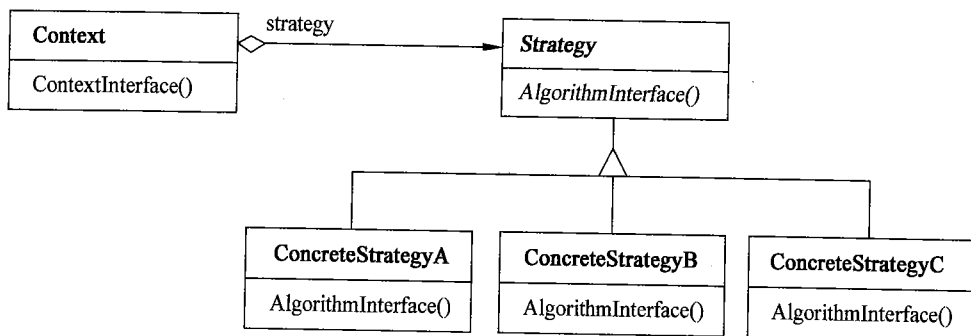 strategy
Context
ContextInterface()
Strategy
AlgorithmInterface()
ConcreteStrategyA
AlgorithmInterface()
ConcreteStrategyB
AlgorithmInterface()
ConcreteStrategyC
AlgorithmInterface()